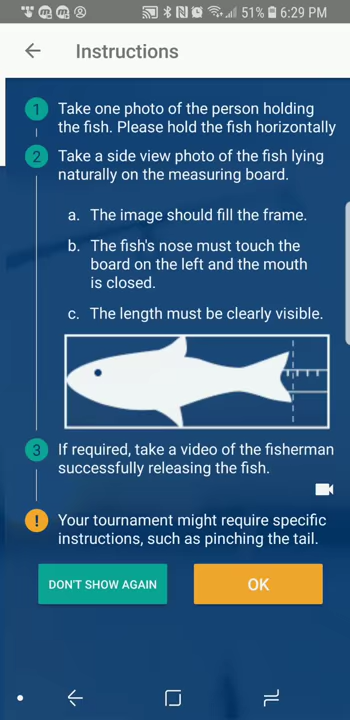 51% 6:29 PM
Instructions
1 Take one photo of the person holding
the fish. Please hold the fish horizontally
2 Take a side view photo of the fish lying
naturally on the measuring board.
a. The image should fill the frame.
b. The fish's nose must touch the
board on the left and the mouth
is closed.
c. The length must be clearly visible.
3 If required, take a video of the fisherman
successfully releasing the fish.
! Your tournament might require specific
instructions, such as pinching the tail.
DON'T SHOW AGAIN
OK